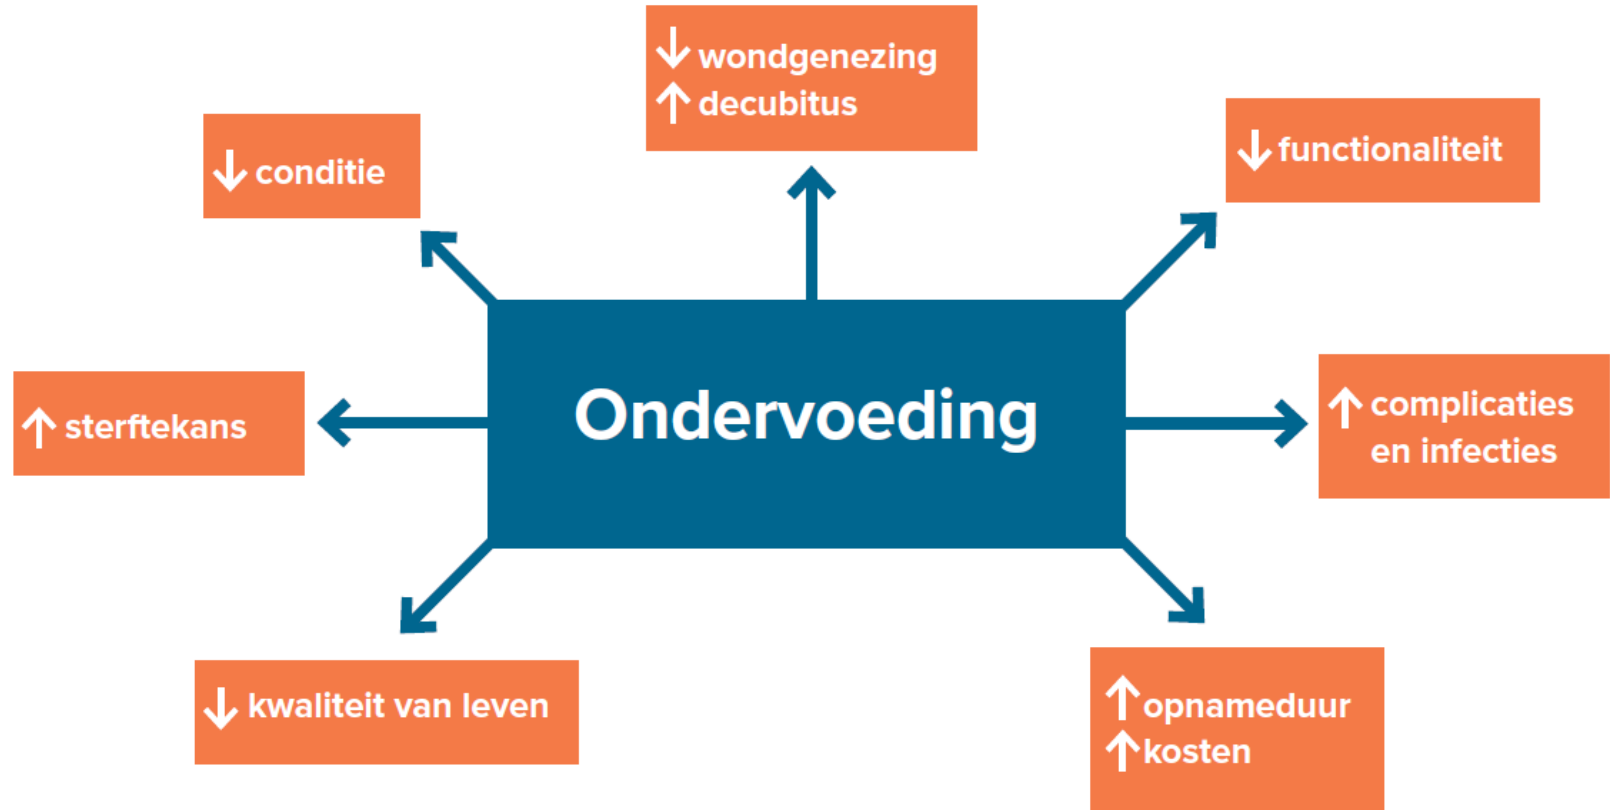 ↓ wondgenezing
↑ decubitus
↓ conditie
↓ functionaliteit
↑ sterftekans
Ondervoeding
↑ complicaties
en infecties
↓ kwaliteit van leven
↑ opnameduur
↑ kosten